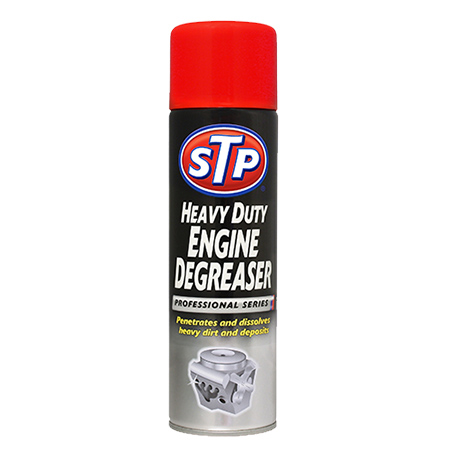 STP
HEAVY DUTY
ENGINE
DEGREASER
PROFESSIONAL SERIES
Penetrates and dissolves
heavy dirt and deposits